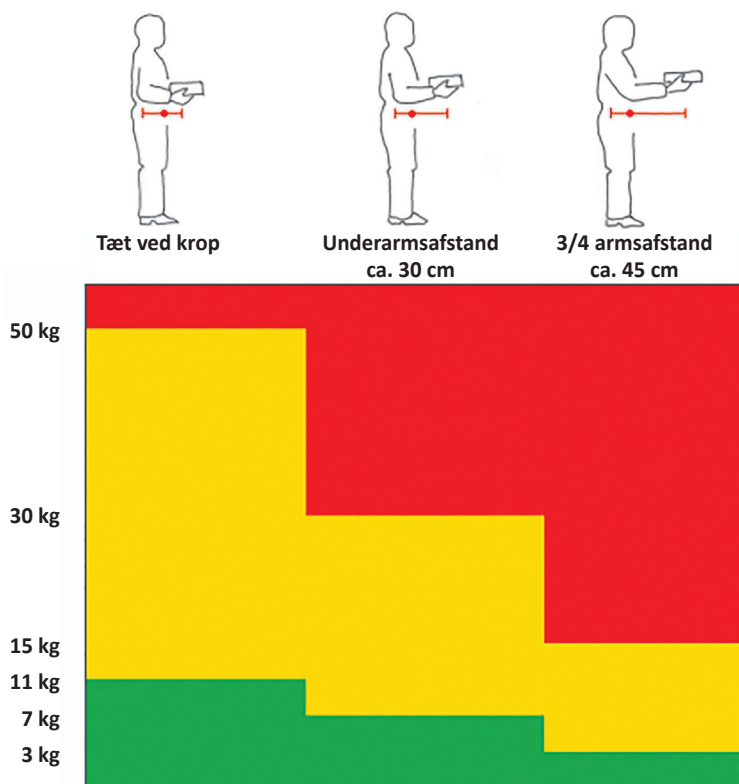 Tæt ved krop
Underarmsafstand
ca. 30 cm
3/4 armsafstand
ca. 45 cm
50 kg
30 kg
15 kg
11 kg
7 kg
3 kg